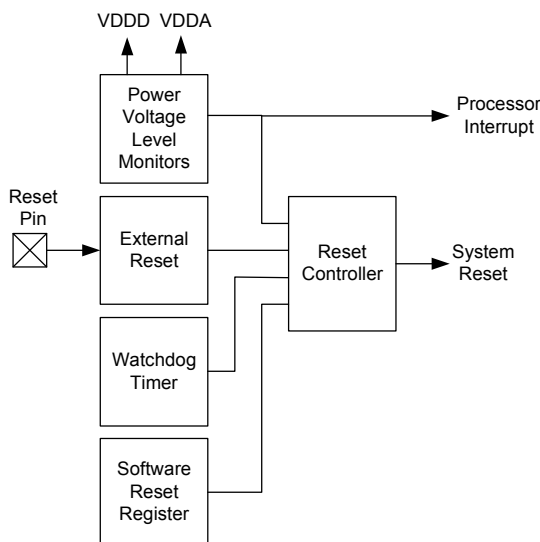 VDDD VDDA
Power
Voltage
Level
Monitors
Processor
Interrupt
Reset
Pin
External
Reset
Reset
Controller
System
Reset
Watchdog
Timer
Software
Reset
Register